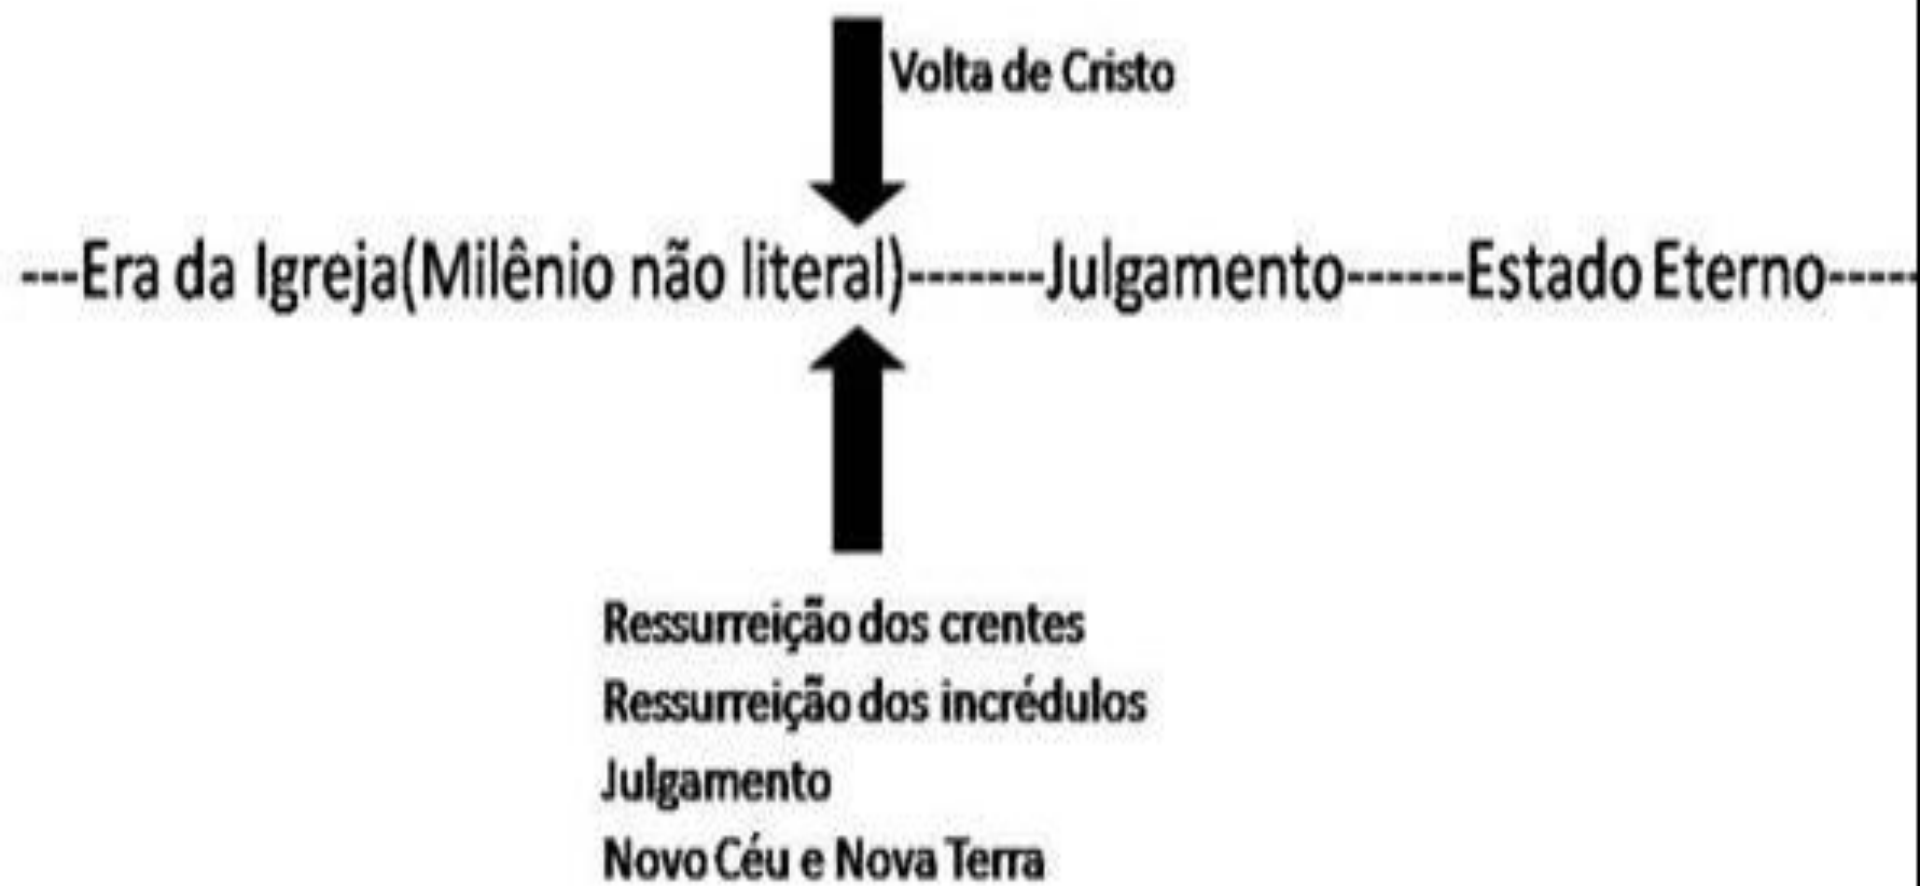 Volta de Cristo
---Era da Igreja(Milênio não literal)-------Julgamento------Estado Eterno-----
Ressurreição dos crentes
Ressurreição dos incrédulos
Julgamento
Novo Céu e Nova Terra